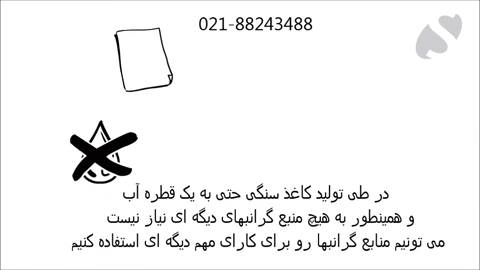 021-88243488
در طی تولید کاغذ سنگی حتی به یک قطره آب
و همینطور به هیچ منبع گرانبهای دیگه ای نیاز نیست
می تونیم منابع گرانبها رو برای کارای مهم دیگه ای استفاده کنیم